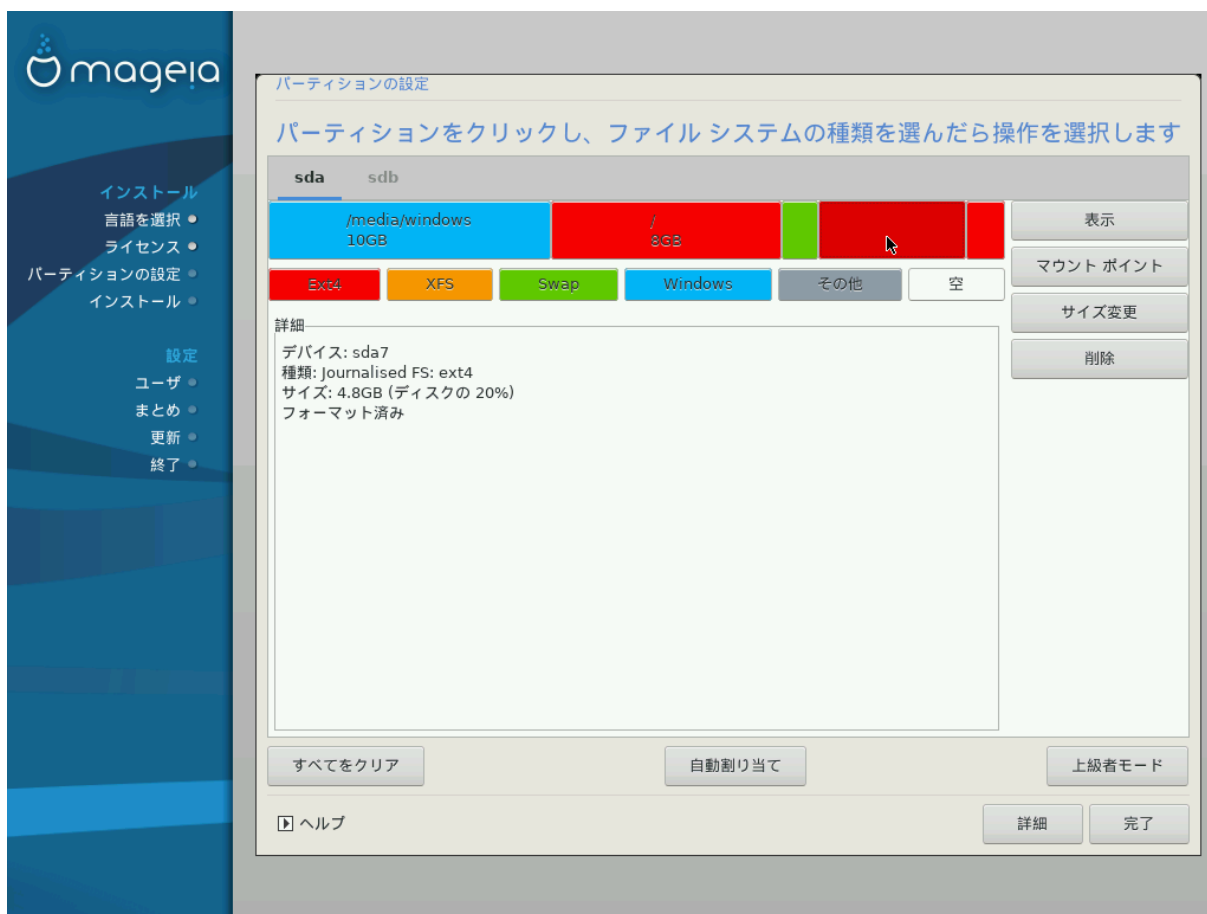 mageia
インストール
言語を選択
ライセンス
パーティションの設定
インストール
設定
ユーザ
まとめ
更新
終了
パーティションの設定
パーティションをクリックし、ファイル システムの種類を選んだら操作を選択します
sda sdb
/media/windows
10GB
/
8GB
Ext4 XFS Swap Windows その他 空
詳細
デバイス: sda7
種類: Journalised FS: ext4
サイズ: 4.8GB (ディスクの 20%)
フォーマット済み
表示
マウント ポイント
サイズ変更
削除
すべてをクリア 自動割り当て 上級者モード
ヘルプ 詳細 完了